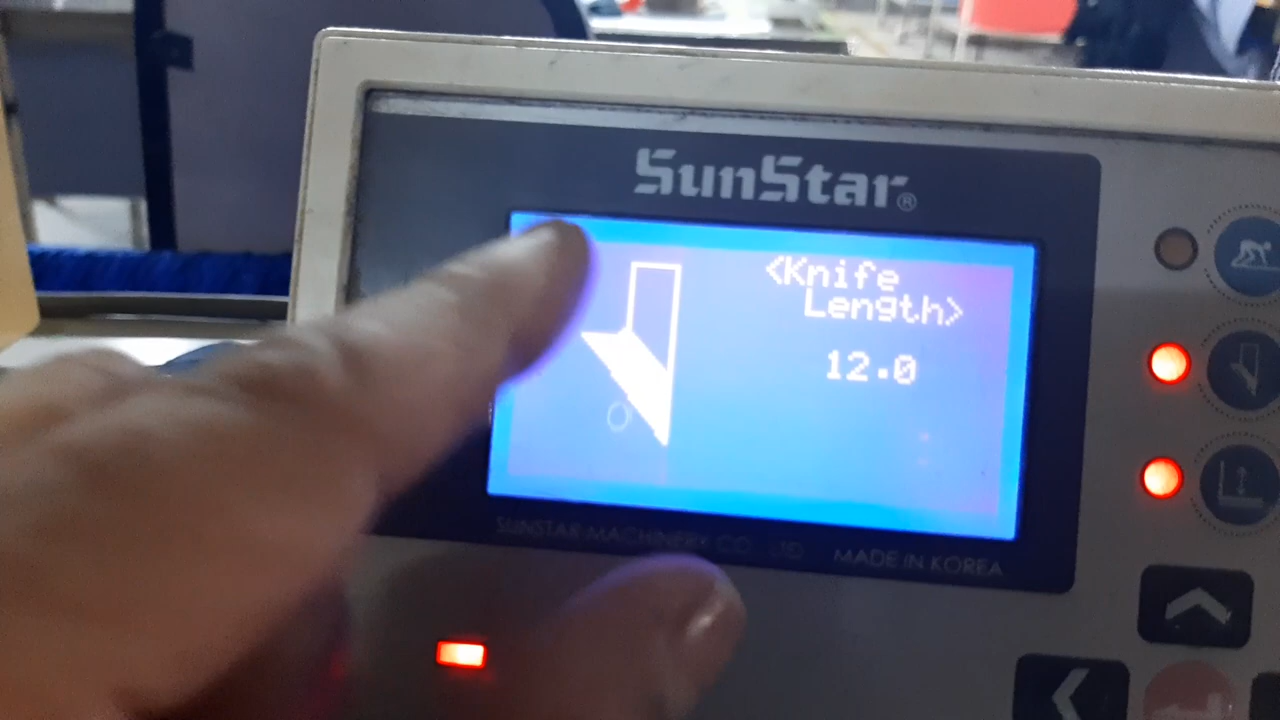 SunStar®
<Knife
Length>
12.0
SUNSTAR MACHINERY CO., LTD MADE IN KOREA